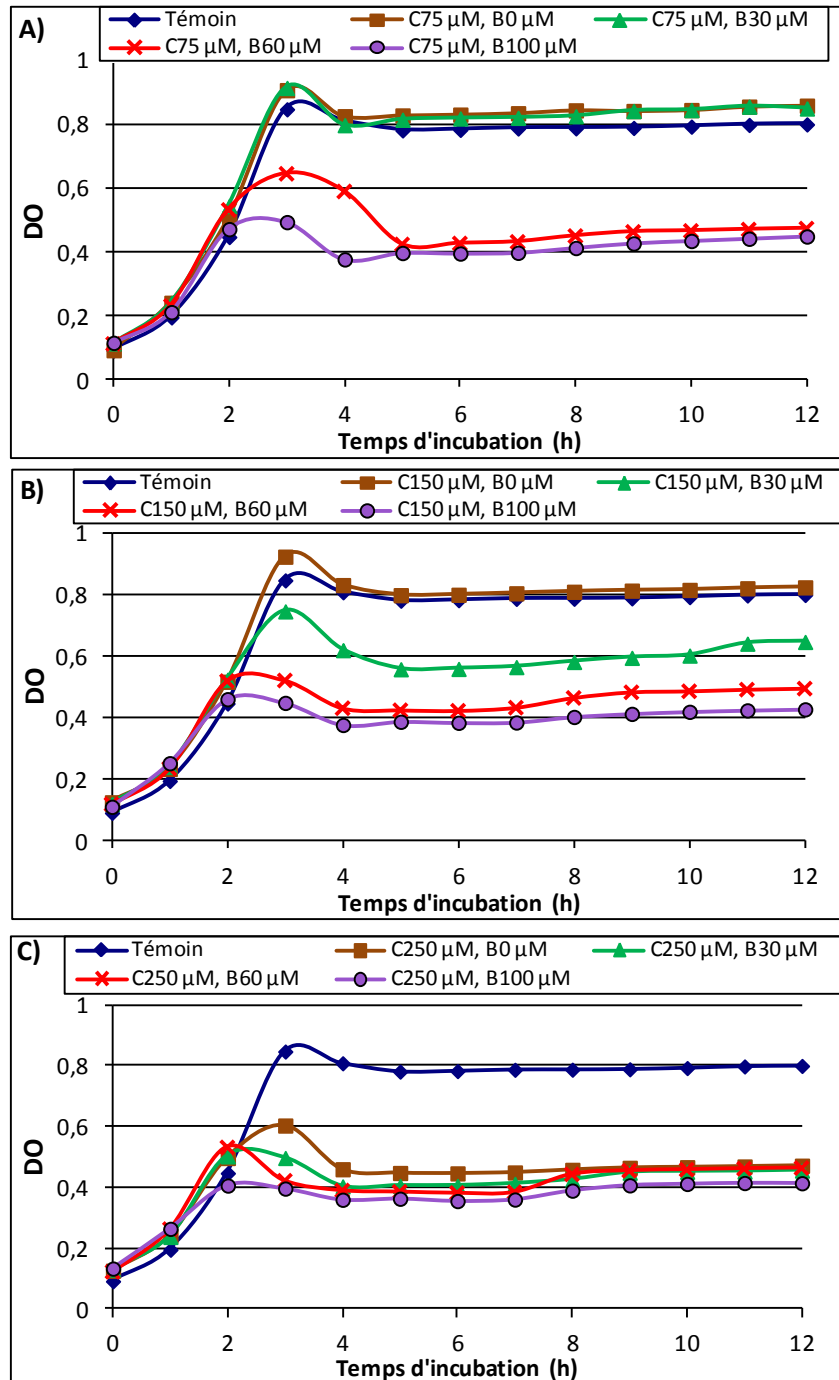 A)
Témoin C75 µM, B0 µM C75 µM, B30 µM
C75 µM, B60 µM C75 µM, B100 µM
1
0,8
0,6
0,4
0,2
0
DO
0 2 4 6 8 10 12
Temps d'incubation (h)
B)
Témoin C150 µM, B0 µM C150 µM, B30 µM
C150 µM, B60 µM C150 µM, B100 µM
1
0,8
0,6
0,4
0,2
0
DO
0 2 4 6 8 10 12
Temps d'incubation (h)
C)
Témoin C250 µM, B0 µM C250 µM, B30 µM
C250 µM, B60 µM C250 µM, B100 µM
1
0,8
0,6
0,4
0,2
0
DO
0 2 4 6 8 10 12
Temps d'incubation (h)